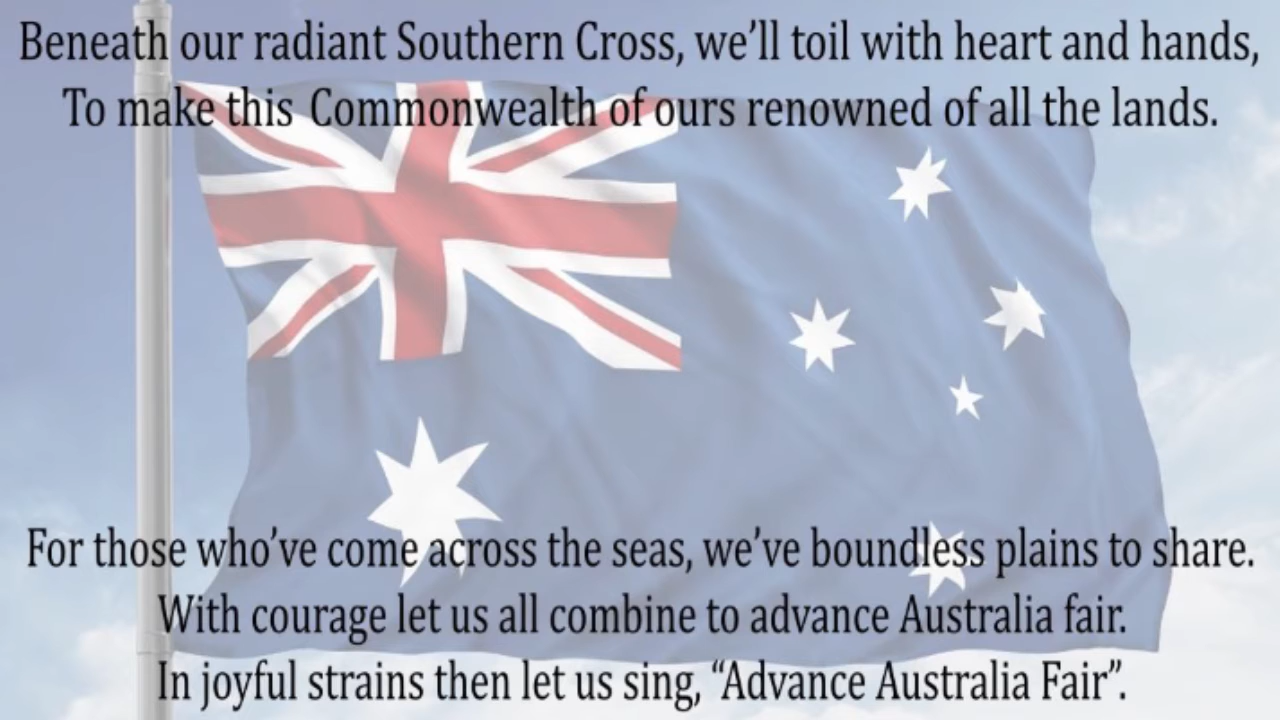 Beneath our radiant Southern Cross, we’ll toil with heart and hands,
To make this Commonwealth of ours renowned of all the lands.
For those who’ve come across the seas, we’ve boundless plains to share.
With courage let us all combine to advance Australia fair.
In joyful strains then let us sing, “Advance Australia Fair”.